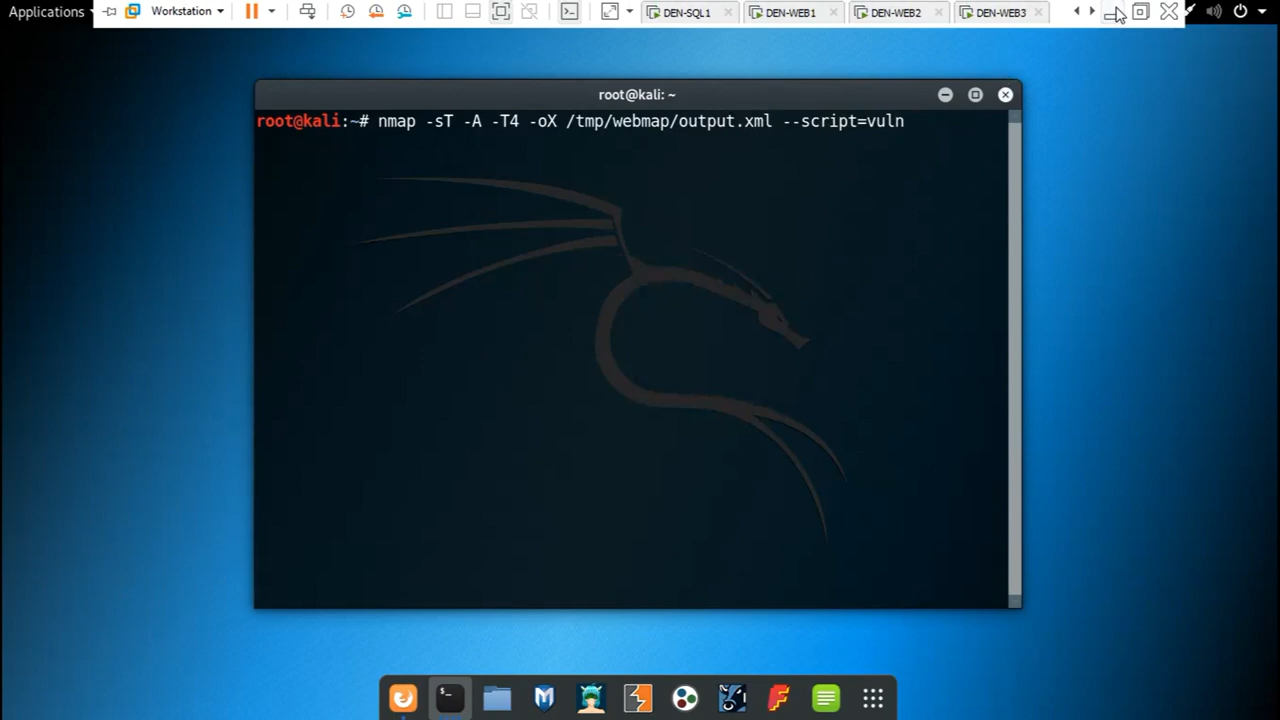 Applications
Workstation
DEN-SQL1
DEN-WEB1
DEN-WEB2
DEN-WEB3
root@kali: ~
root@kali:~# nmap -sT -A -T4 -oX /tmp/webmap/output.xml --script=vuln
$_